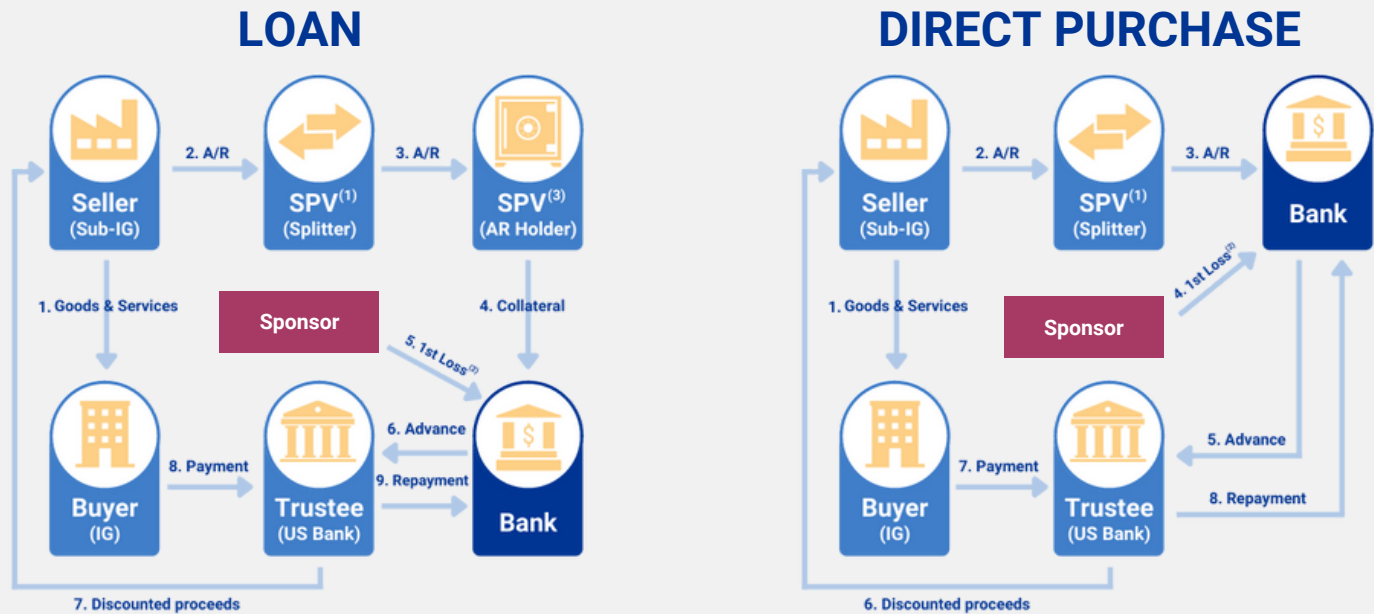 LOAN
2. A/R
3. A/R
Seller
(Sub-IG)
SPV(1)
(Splitter)
SPV(3)
(AR Holder)
1. Goods & Services
Sponsor
4. Collateral
5. 1st Loss(2)
6. Advance
8. Payment
9. Repayment
Buyer
(IG)
Trustee
(US Bank)
$
Bank
7. Discounted proceeds
DIRECT PURCHASE
$
2. A/R
3. A/R
Seller
(Sub-IG)
SPV(1)
(Splitter)
Bank
1. Goods & Services
Sponsor
4. 1st Loss(2)
5. Advance
7. Payment
8. Repayment
Buyer
(IG)
Trustee
(US Bank)
6. Discounted proceeds